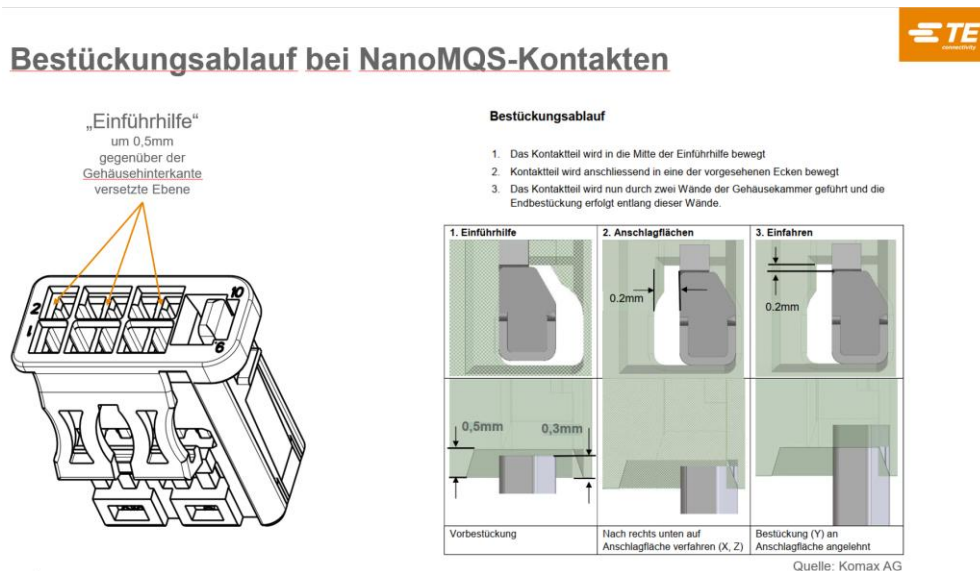 TE
connectivity
Bestückungsablauf bei NanoMQS-Kontakten
„Einführhilfe“
um 0,5mm
gegenüber der
Gehäusehinterkante
versetzte Ebene
2
1
10
6
Bestückungsablauf
1. Das Kontaktteil wird in die Mitte der Einführhilfe bewegt
2. Kontaktteil wird anschliessend in eine der vorgesehenen Ecken bewegt
3. Das Kontaktteil wird nun durch zwei Wände der Gehäusekammer geführt und die
Endbestückung erfolgt entlang dieser Wände.
1. Einführhilfe
2. Anschlagflächen
3. Einfahren
0.2mm
0.2mm
0,5mm
0,3mm
Vorbestückung
Nach rechts unten auf
Anschlagfläche verfahren (X, Z)
Bestückung (Y) an
Anschlagfläche angelehnt
Quelle: Komax AG